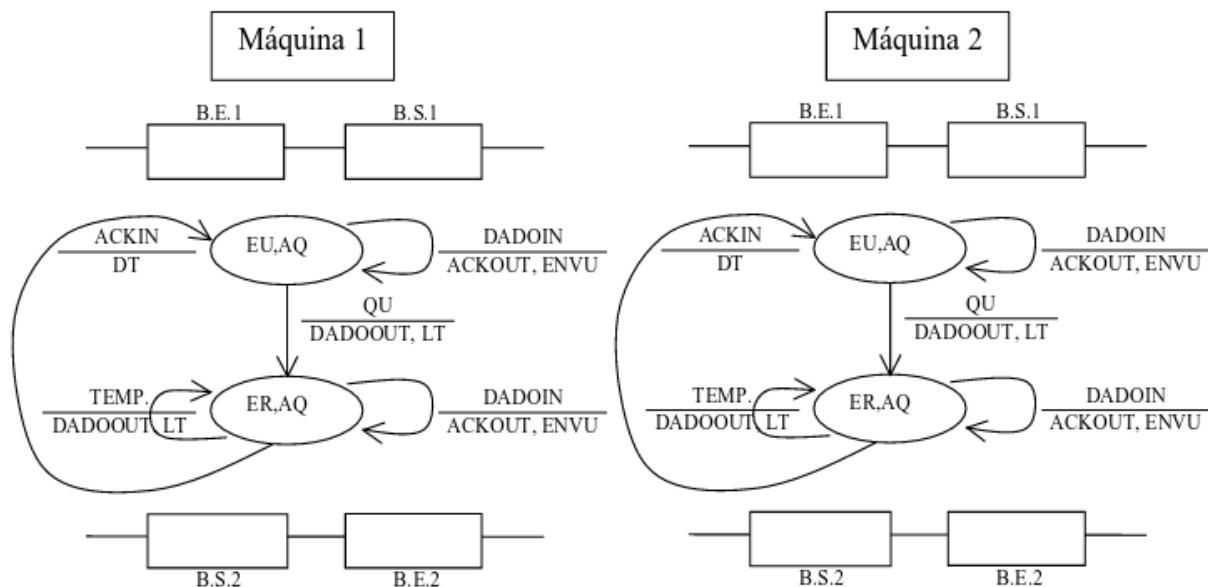 Máquina 1
B.E.1
B.S.1
ACKIN
DT
EU,AQ
DADOIN
ACKOUT, ENVU
QU
DADOOUT, LT
TEMP.
DADOOUT, LT
ER,AQ
DADOIN
ACKOUT, ENVU
B.S.2
B.E.2
Máquina 2
B.E.1
B.S.1
ACKIN
DT
EU,AQ
DADOIN
ACKOUT, ENVU
QU
DADOOUT, LT
TEMP.
DADOOUT, LT
ER,AQ
DADOIN
ACKOUT, ENVU
B.S.2
B.E.2